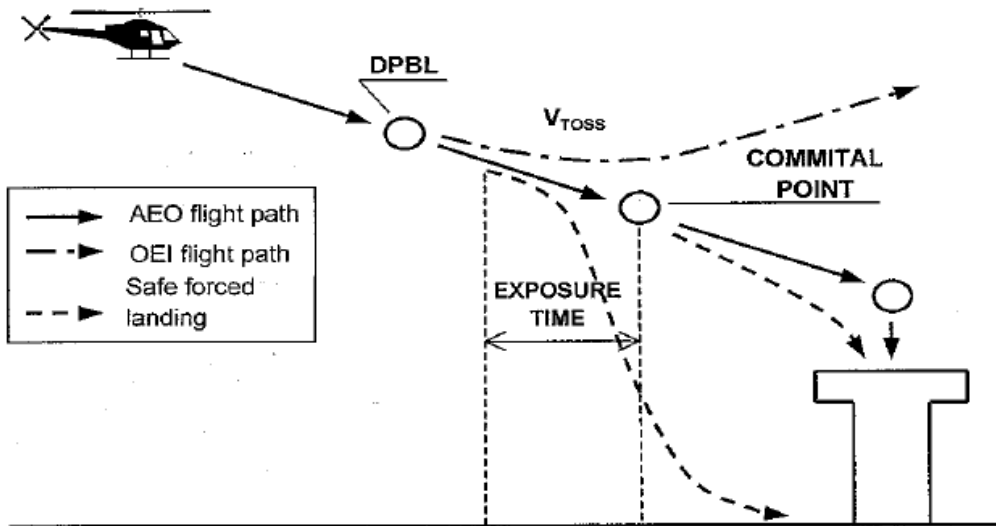 DPBL
VTOSS
COMMITAL
POINT
AEO flight path
OEI flight path
Safe forced
landing
EXPOSURE
TIME